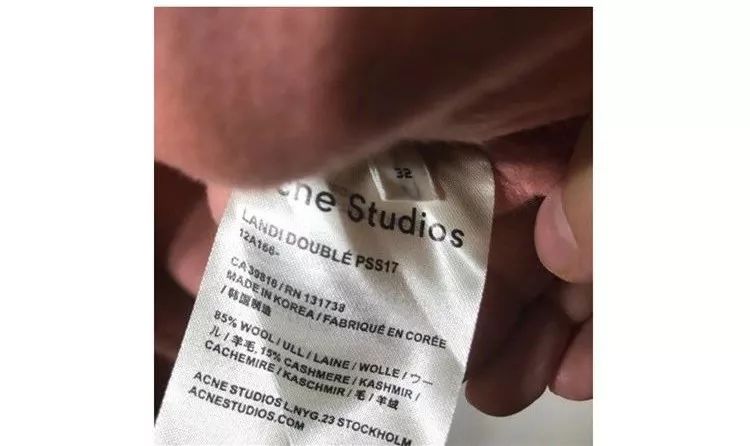 32
cne Studios
LANDI DOUBLÉ PSS17
12A166-
CA39816 / RN 131738
MADE IN KOREA / FABRIQUÉ EN CORÉE
/ 韩国制造
85% WOOL / ULL / LAINE / WOLLE / ウー
ル / 羊毛, 15% CASHMERE / KASHMIR /
CACHEMIRE / KASCHMIR / 毛 / 羊绒
ACNE STUDIOS L.NYG.23 STOCKHOLM
ACNESTUDIOS.COM